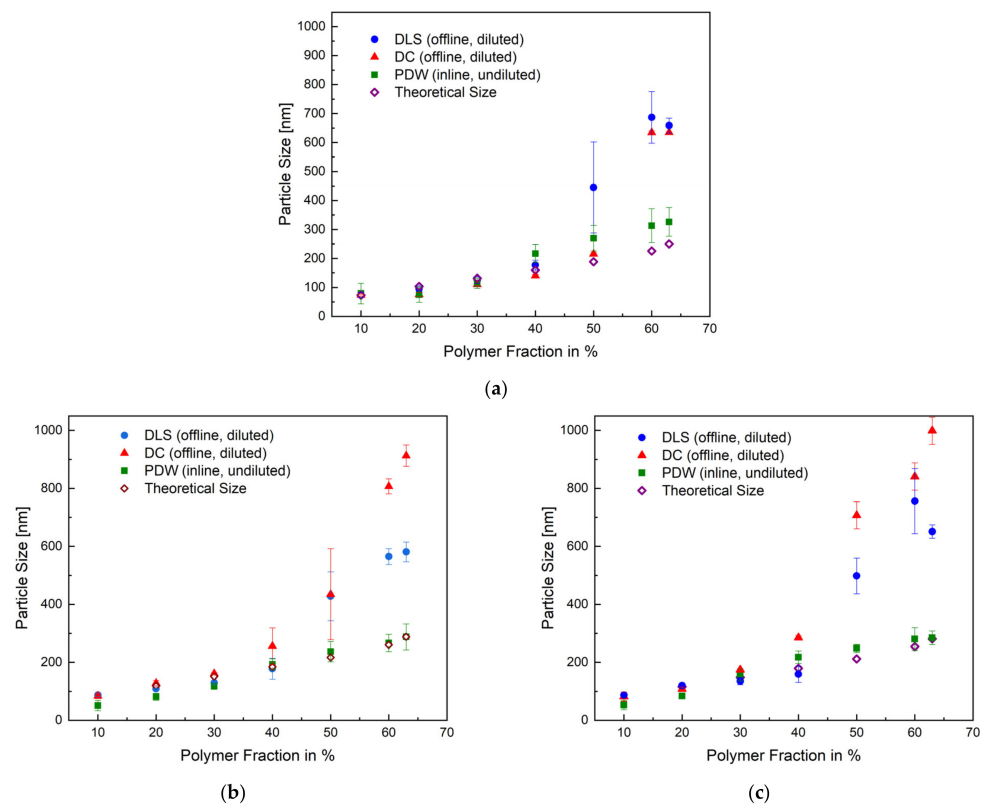 1000
900
800
700
600
500
400
300
200
100
0
Particle Size [nm]
DLS (offline, diluted)
DC (offline, diluted)
PDW (inline, undiluted)
Theoretical Size
10 20 30 40 50 60 70
Polymer Fraction in %
(a)
1000
800
600
400
200
0
Particle Size [nm]
DLS (offline, diluted)
DC (offline, diluted)
PDW (inline, undiluted)
Theoretical Size
10 20 30 40 50 60 70
Polymer Fraction in %
(b)
1000
800
600
400
200
0
Particle Size [nm]
DLS (offline, diluted)
DC (offline, diluted)
PDW (inline, undiluted)
Theoretical Size
10 20 30 40 50 60 70
Polymer Fraction in %
(c)